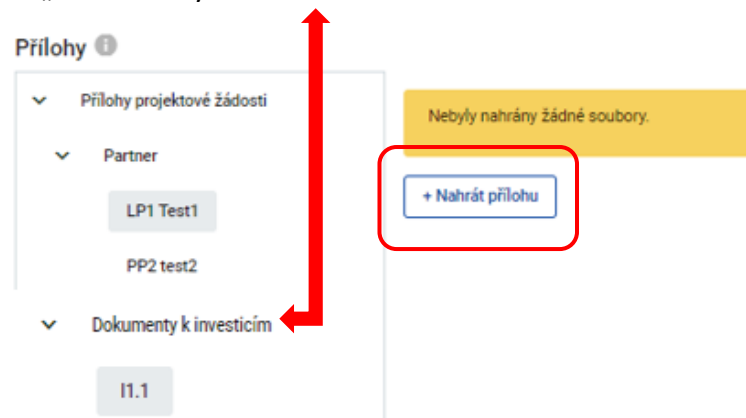 Přílohy
Přílohy projektové žádosti
Partner
LP1 Test1
PP2 test2
Dokumenty k investicím
I1.1
Nebyly nahrány žádné soubory.
+ Nahrát přílohu